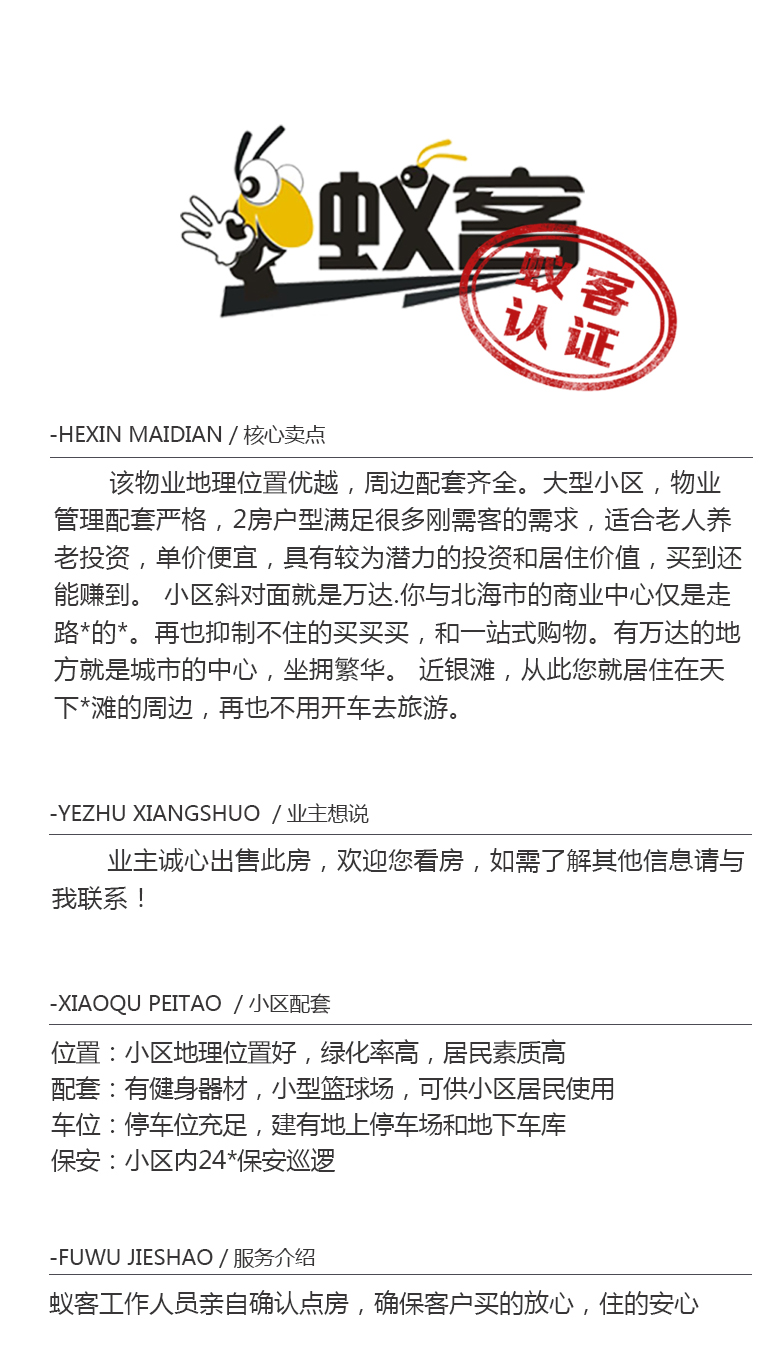 蚁客
蚁客
认证
-HEXIN MAIDIAN / 核心卖点
该物业地理位置优越，周边配套齐全。大型小区，物业
管理配套严格，2房户型满足很多刚需客的需求，适合老人养
老投资，单价便宜，具有较为潜力的投资和居住价值，买到还
能赚到。 小区斜对面就是万达.你与北海市的商业中心仅是走
路*的*。再也抑制不住的买买买，和一站式购物。有万达的地
方就是城市的中心，坐拥繁华。 近银滩，从此您就居住在天
下*滩的周边，再也不用开车去旅游。
-YEZHU XIANGSHUO / 业主想说
业主诚心出售此房，欢迎您看房，如需了解其他信息请与
我联系！
-XIAOQU PEITAO / 小区配套
位置：小区地理位置好，绿化率高，居民素质高
配套：有健身器材，小型篮球场，可供小区居民使用
车位：停车位充足，建有地上停车场和地下车库
保安：小区内24*保安巡逻
-FUWU JIESHAO / 服务介绍
蚁客工作人员亲自确认点房，确保客户买的放心，住的安心